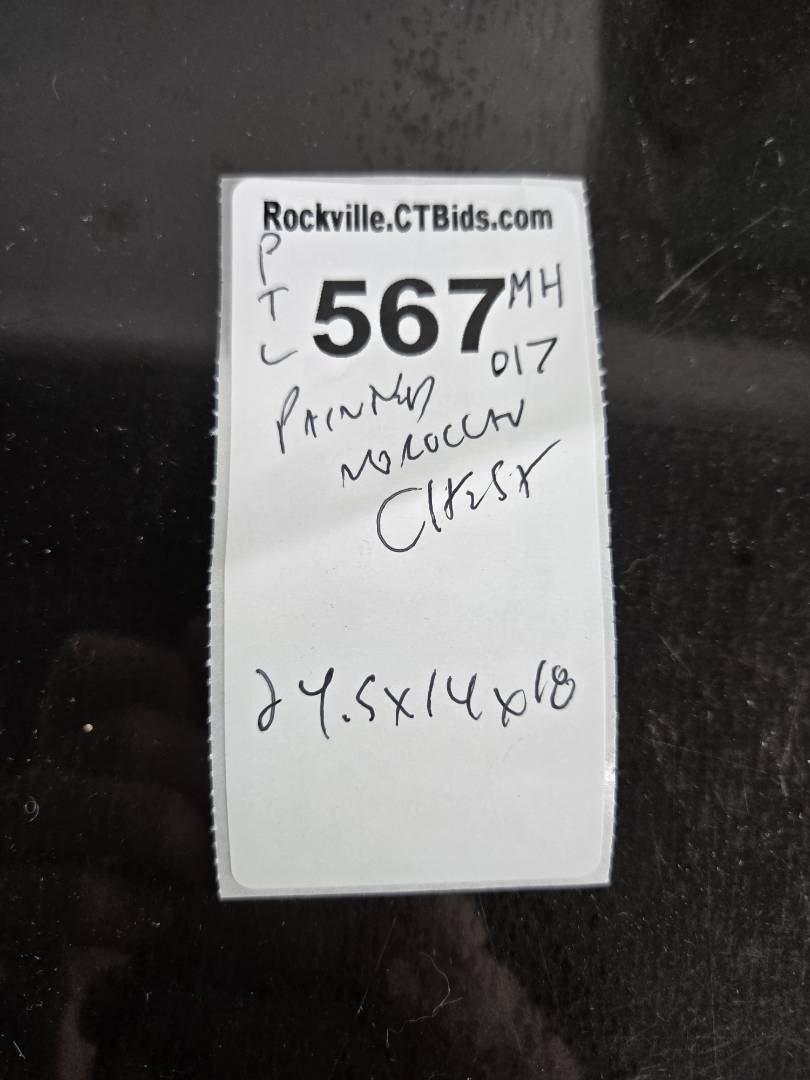 Rockville.CTBids.com
P
T
L
567
MH
017
PAINTED
MOROCCAN
CHEST
24.5x14x18